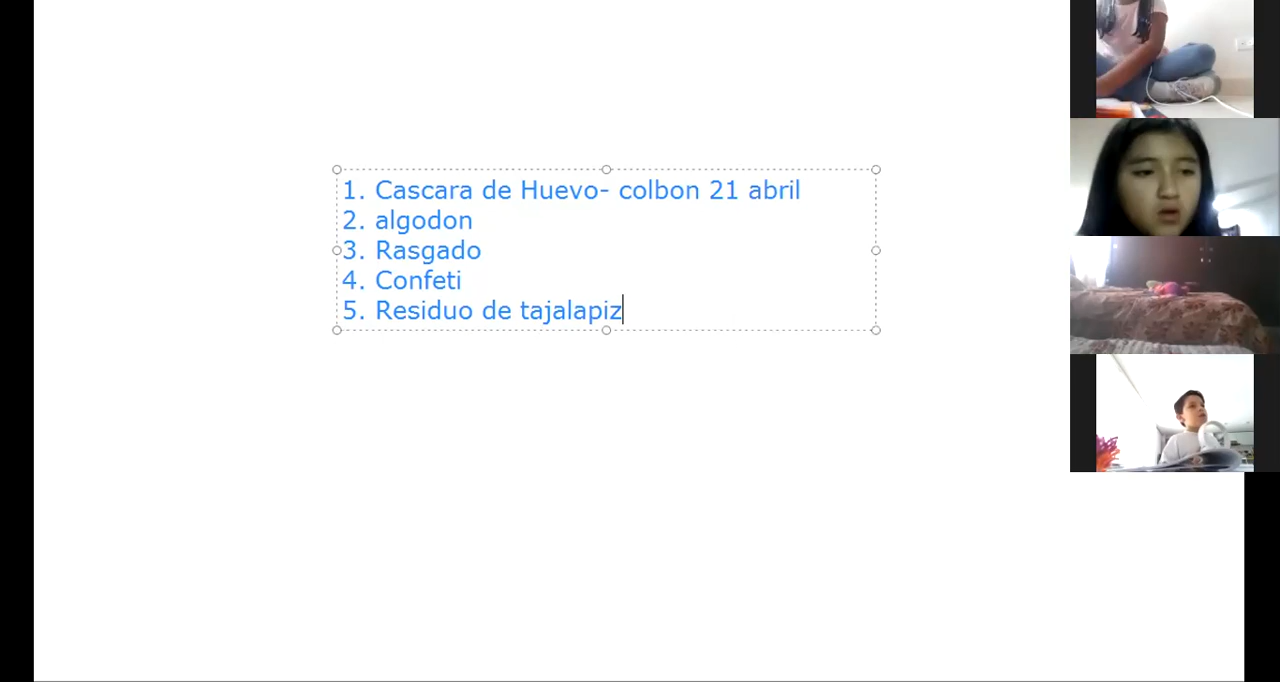 1. Cascara de Huevo- colbon 21 abril
2. algodon
3. Rasgado
4. Confeti
5. Residuo de tajalapiz